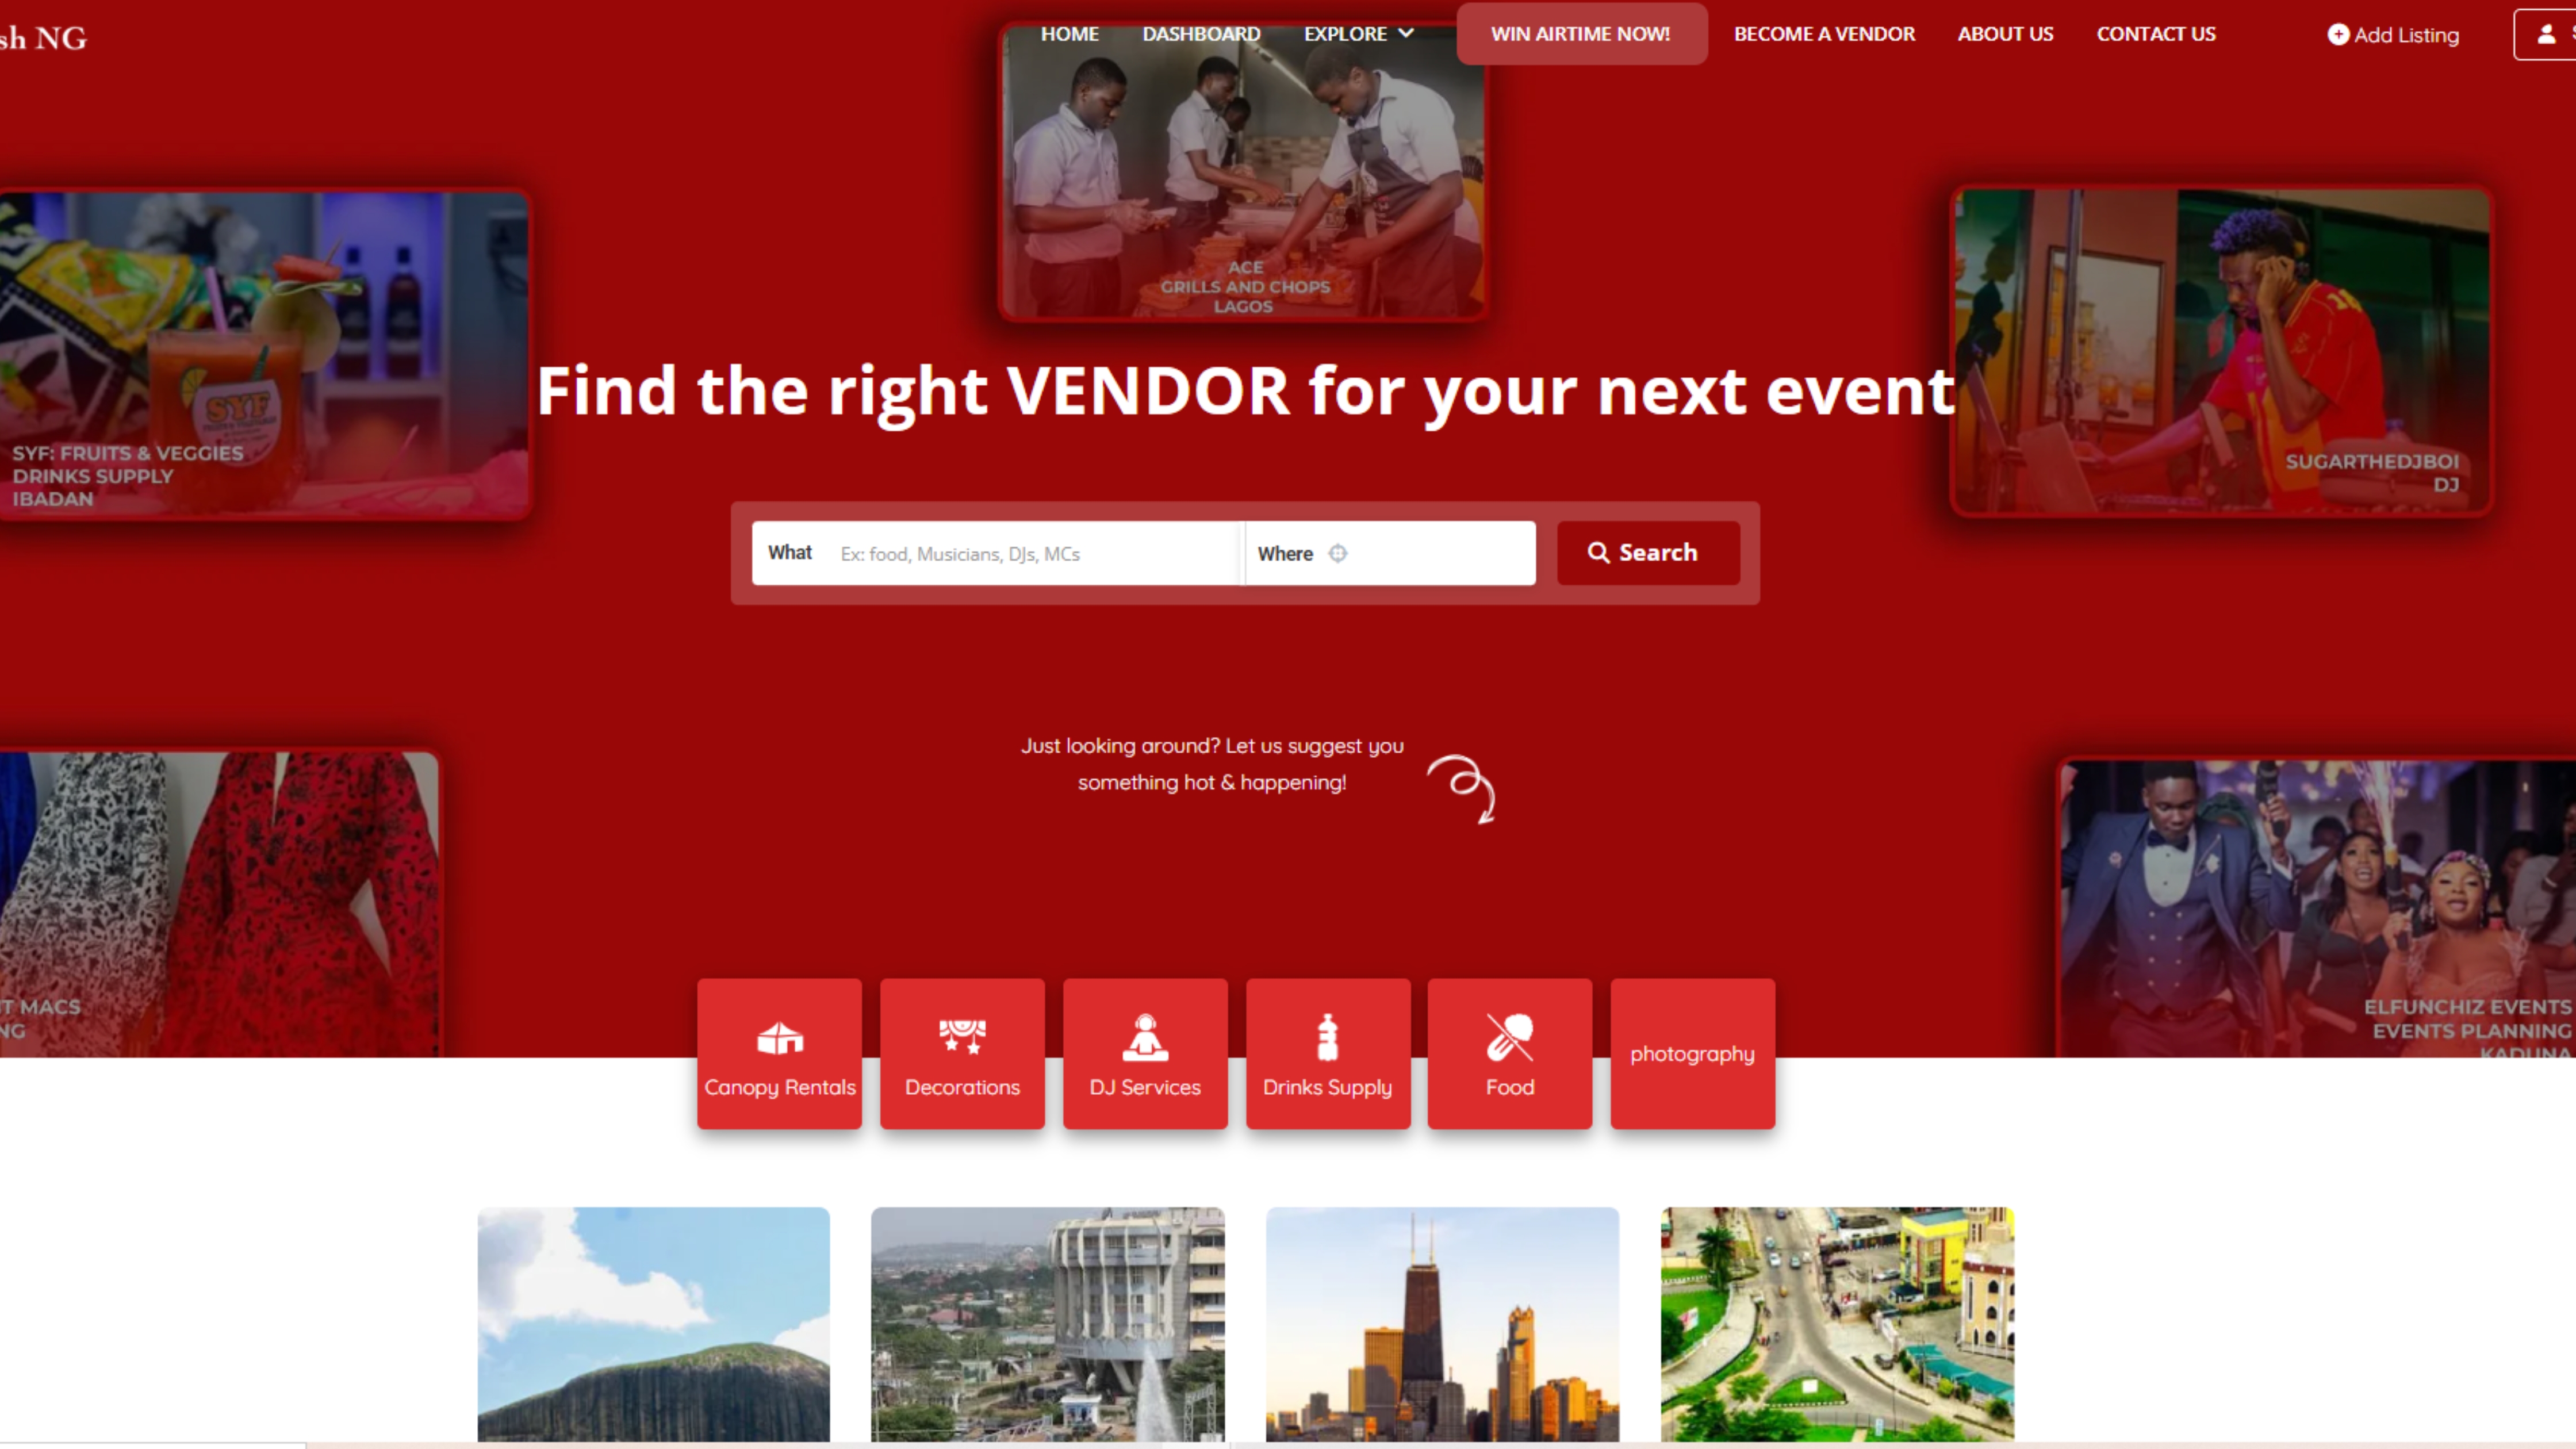 sh NG
HOME
DASHBOARD
EXPLORE
WIN AIRTIME NOW!
BECOME A VENDOR
ABOUT US
CONTACT US
Add Listing
ACE
GRILLS AND CHOPS
LAGOS
SYF
SYF: FRUITS & VEGGIES
DRINKS SUPPLY
IBADAN
Find the right VENDOR for your next event
SUGARTHEDJBOI
DJ
What
Ex: food, Musicians, DJs, MCs
Where
Search
Just looking around? Let us suggest you
something hot & happening!
T MACS
NG
ELFUNCHIZ EVENTS
EVENTS PLANNING
KADUNA
Canopy Rentals
Decorations
DJ Services
Drinks Supply
Food
photography